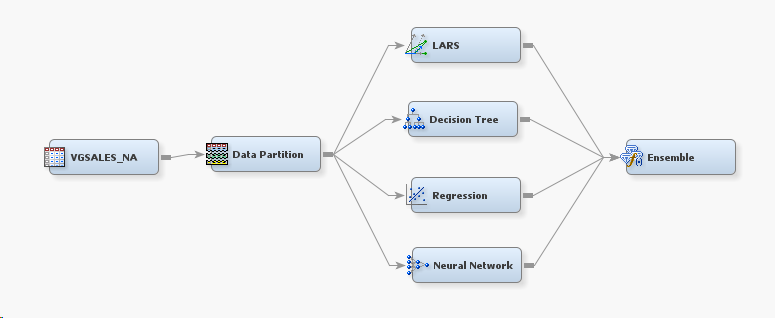 LARS
Decision Tree
VGSALES_NA
Data Partition
Ensemble
Regression
Neural Network